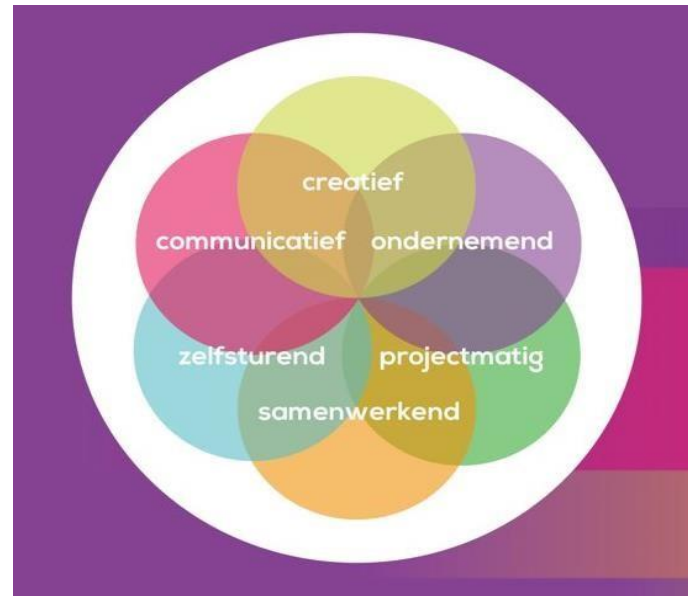 creatief
communicatief ondernemend
zelfsturend projectmatig
samenwerkend